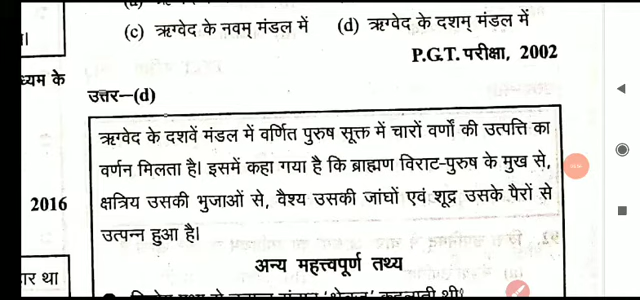 (c) ऋग्वेद के नवम् मंडल में (d) ऋग्वेद के दशम् मंडल में
P.G.T. परीक्षा, 2002
ध्यम के
उत्तर–(d)
ऋग्वेद के दशवें मंडल में वर्णित पुरुष सूक्त में चारों वर्णों की उत्पत्ति का
वर्णन मिलता है। इसमें कहा गया है कि ब्राह्मण विराट-पुरुष के मुख से,
2016
क्षत्रिय उसकी भुजाओं से, वैश्य उसकी जांघों एवं शूद्र उसके पैरों से
उत्पन्न हुआ है।
अन्य महत्त्वपूर्ण तथ्य
ार था